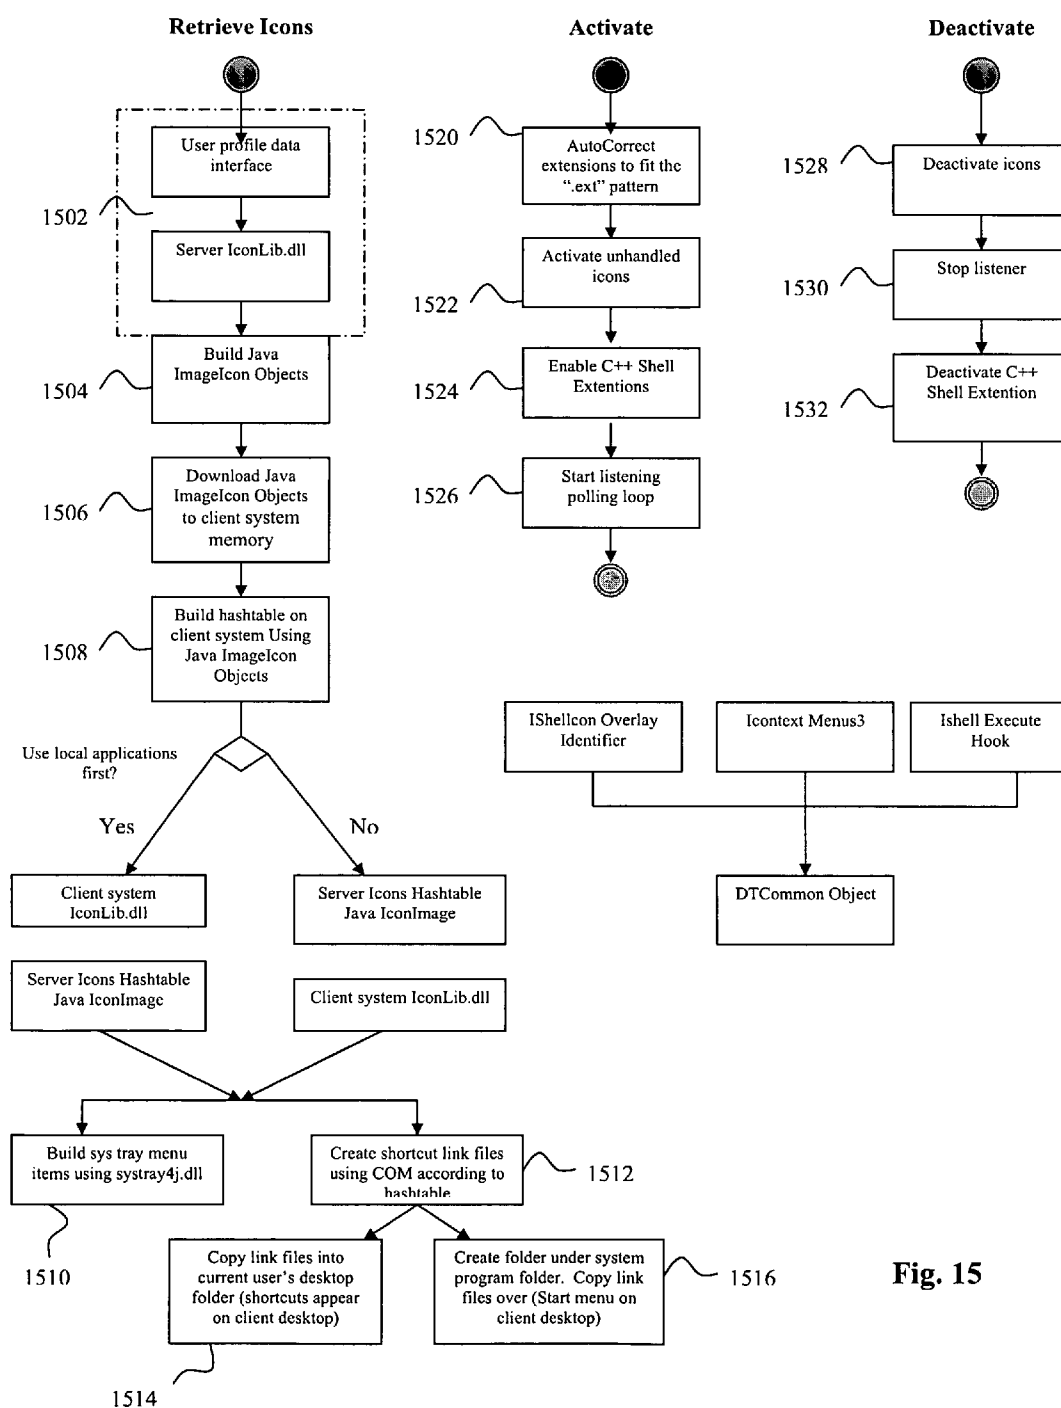 Retrieve Icons
Activate
Deactivate
User profile data
interface
1502
Server IconLib.dll
Build Java
ImageIcon Objects
1504
Download Java
ImageIcon Objects
to client system
memory
1506
Build hashtable on
client system Using
Java ImageIcon
Objects
1508
Use local applications
first?
Yes
No
Client system
IconLib.dll
Server Icons Hashtable
Java IconImage
Server Icons Hashtable
Java IconImage
Client system IconLib.dll
Build sys tray menu
items using systray4j.dll
1510
Create shortcut link files
using COM according to
hashtable
1512
Copy link files into
current user's desktop
folder (shortcuts appear
on client desktop)
1514
Create folder under system
program folder. Copy link
files over (Start menu on
client desktop)
1516
1520
AutoCorrect
extensions to fit the
“.ext” pattern
Activate unhandled
icons
1522
Enable C++ Shell
Extentions
1524
Start listening
polling loop
1526
1528
Deactivate icons
Stop listener
1530
Deactivate C++
Shell Extention
1532
IShellcon Overlay
Identifier
Icontext Menus3
Ishell Execute
Hook
DTCommon Object
Fig. 15